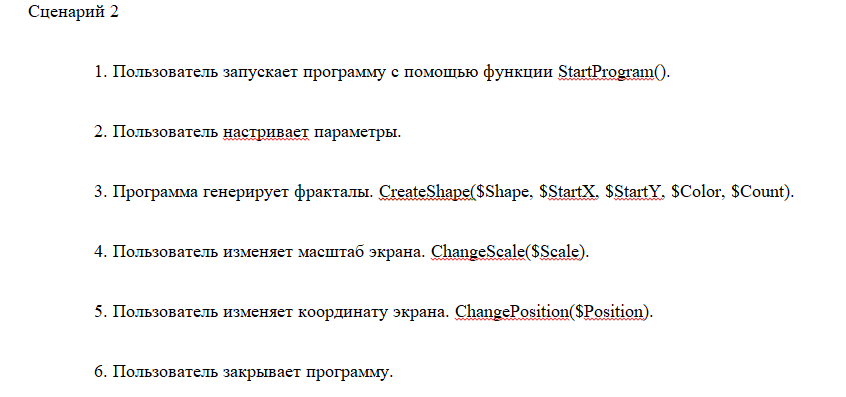 Сценарий 2
1. Пользователь запускает программу с помощью функции StartProgram().
2. Пользователь настривает параметры.
3. Программа генерирует фракталы. CreateShape($Shape, $StartX, $StartY, $Color, $Count).
4. Пользователь изменяет масштаб экрана. ChangeScale($Scale).
5. Пользователь изменяет координату экрана. ChangePosition($Position).
6. Пользователь закрывает программу.